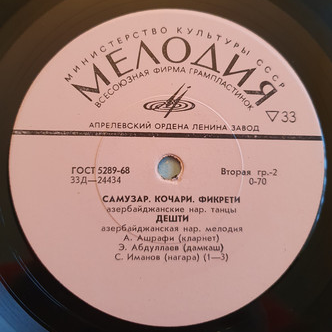 МИНИСТЕРСТВО КУЛЬТУРЫ СССР
МЕЛОДИЯ
ВСЕСОЮЗНАЯ ФИРМА ГРАМПЛАСТИНОК
▽33
АПРЕЛЕВСКИЙ ОРДЕНА ЛЕНИНА ЗАВОД
ГОСТ 5289-68
33Д—24434
Вторая гр.-2
0-70
САМУЗАР. КОЧАРИ. ФИКРЕТИ
азербайджанские нар. танцы
ДЕШТИ
азербайджанская нар. мелодия
А. Ашрафи (кларнет)
Э. Абдуллаев (дамкаш)
С. Иманов (нагара) (1—3)